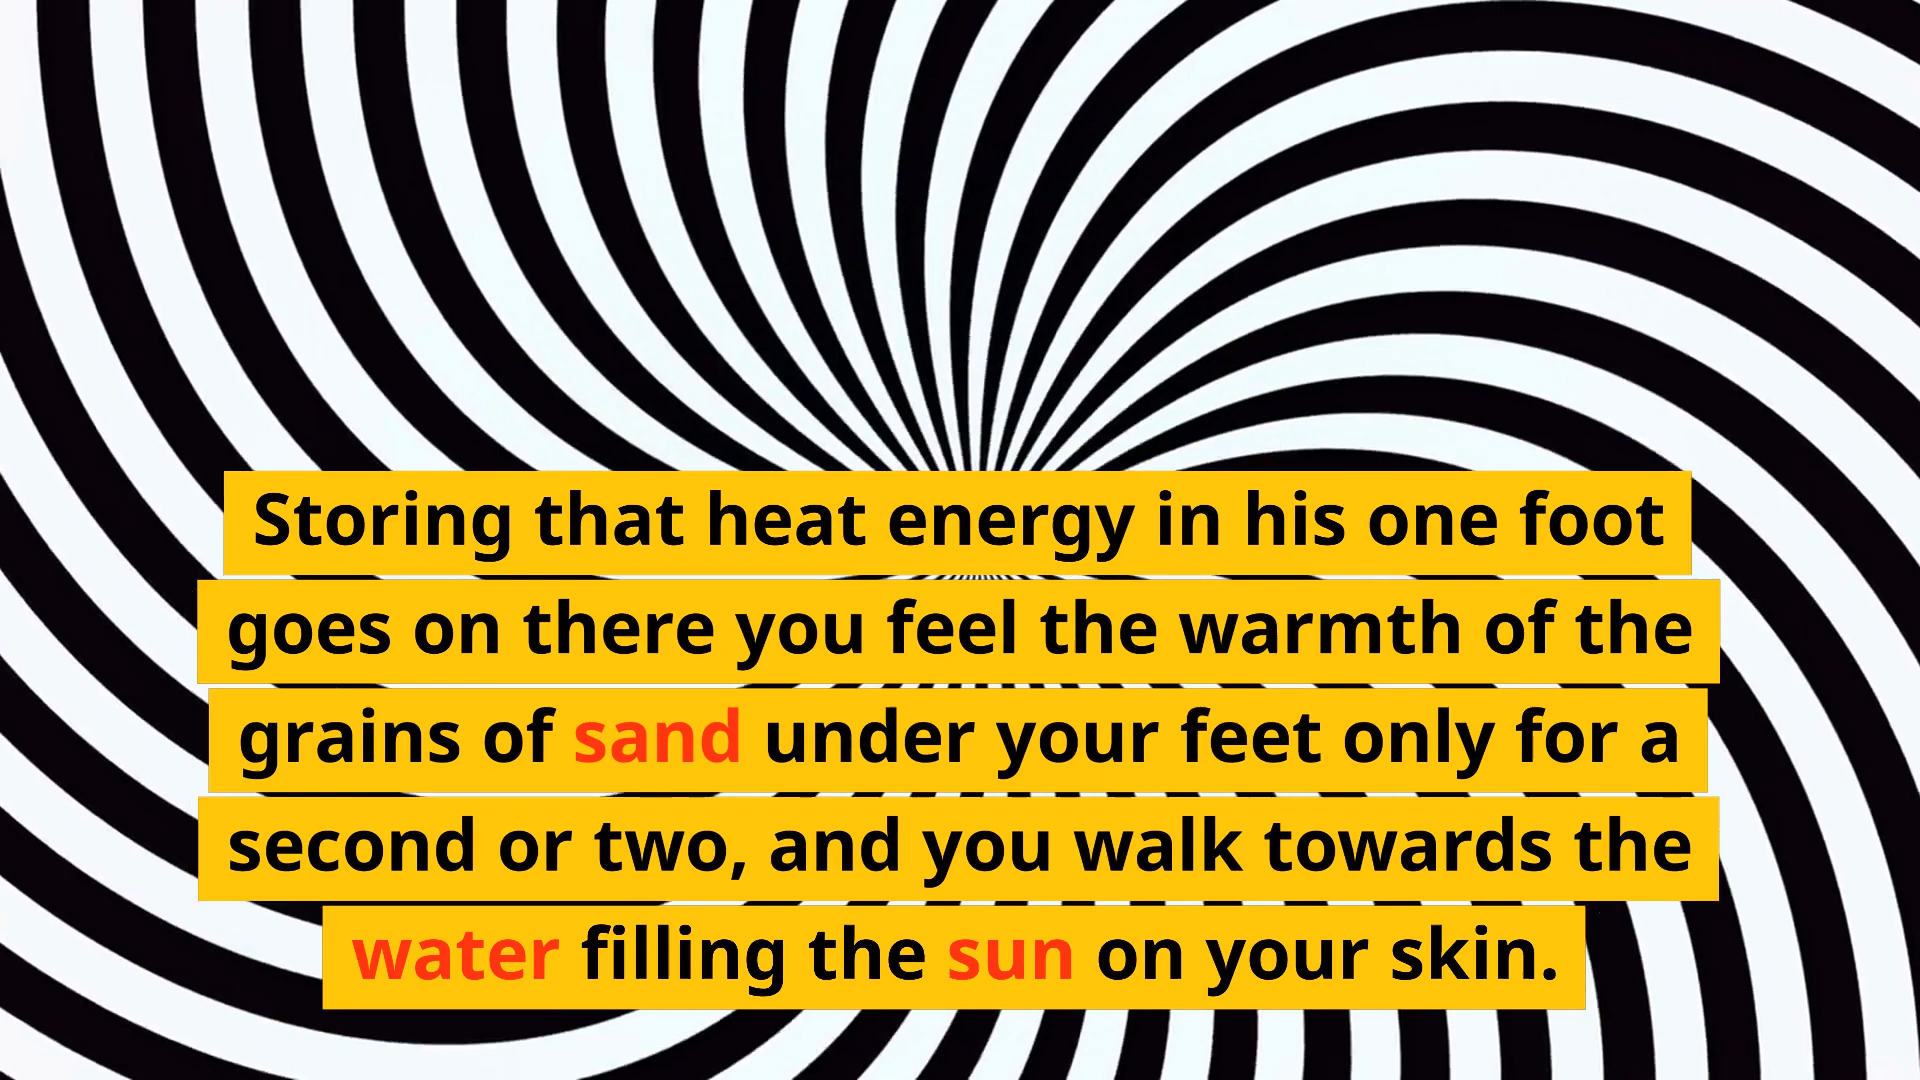 Storing that heat energy in his one foot
goes on there you feel the warmth of the
grains of sand under your feet only for a
second or two, and you walk towards the
water filling the sun on your skin.